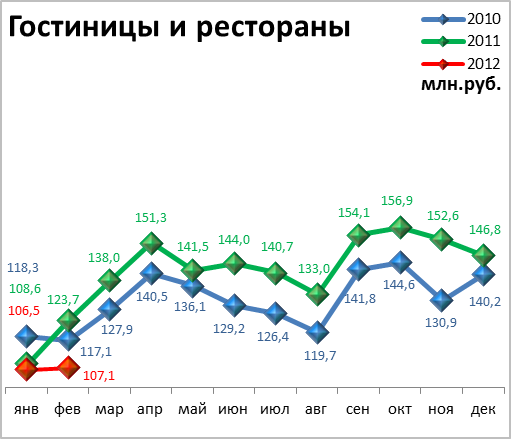 Гостиницы и рестораны
2010
2011
2012
млн.руб.
154,1 156,9 152,6 146,8
151,3
138,0 141,5 144,0 140,7 133,0
118,3
108,6 123,7
106,5
140,5 136,1 141,8 144,6 140,2
127,9 129,2 126,4 119,7 130,9
117,1
107,1
янв фев мар апр май июн июл авг сен окт ноя дек